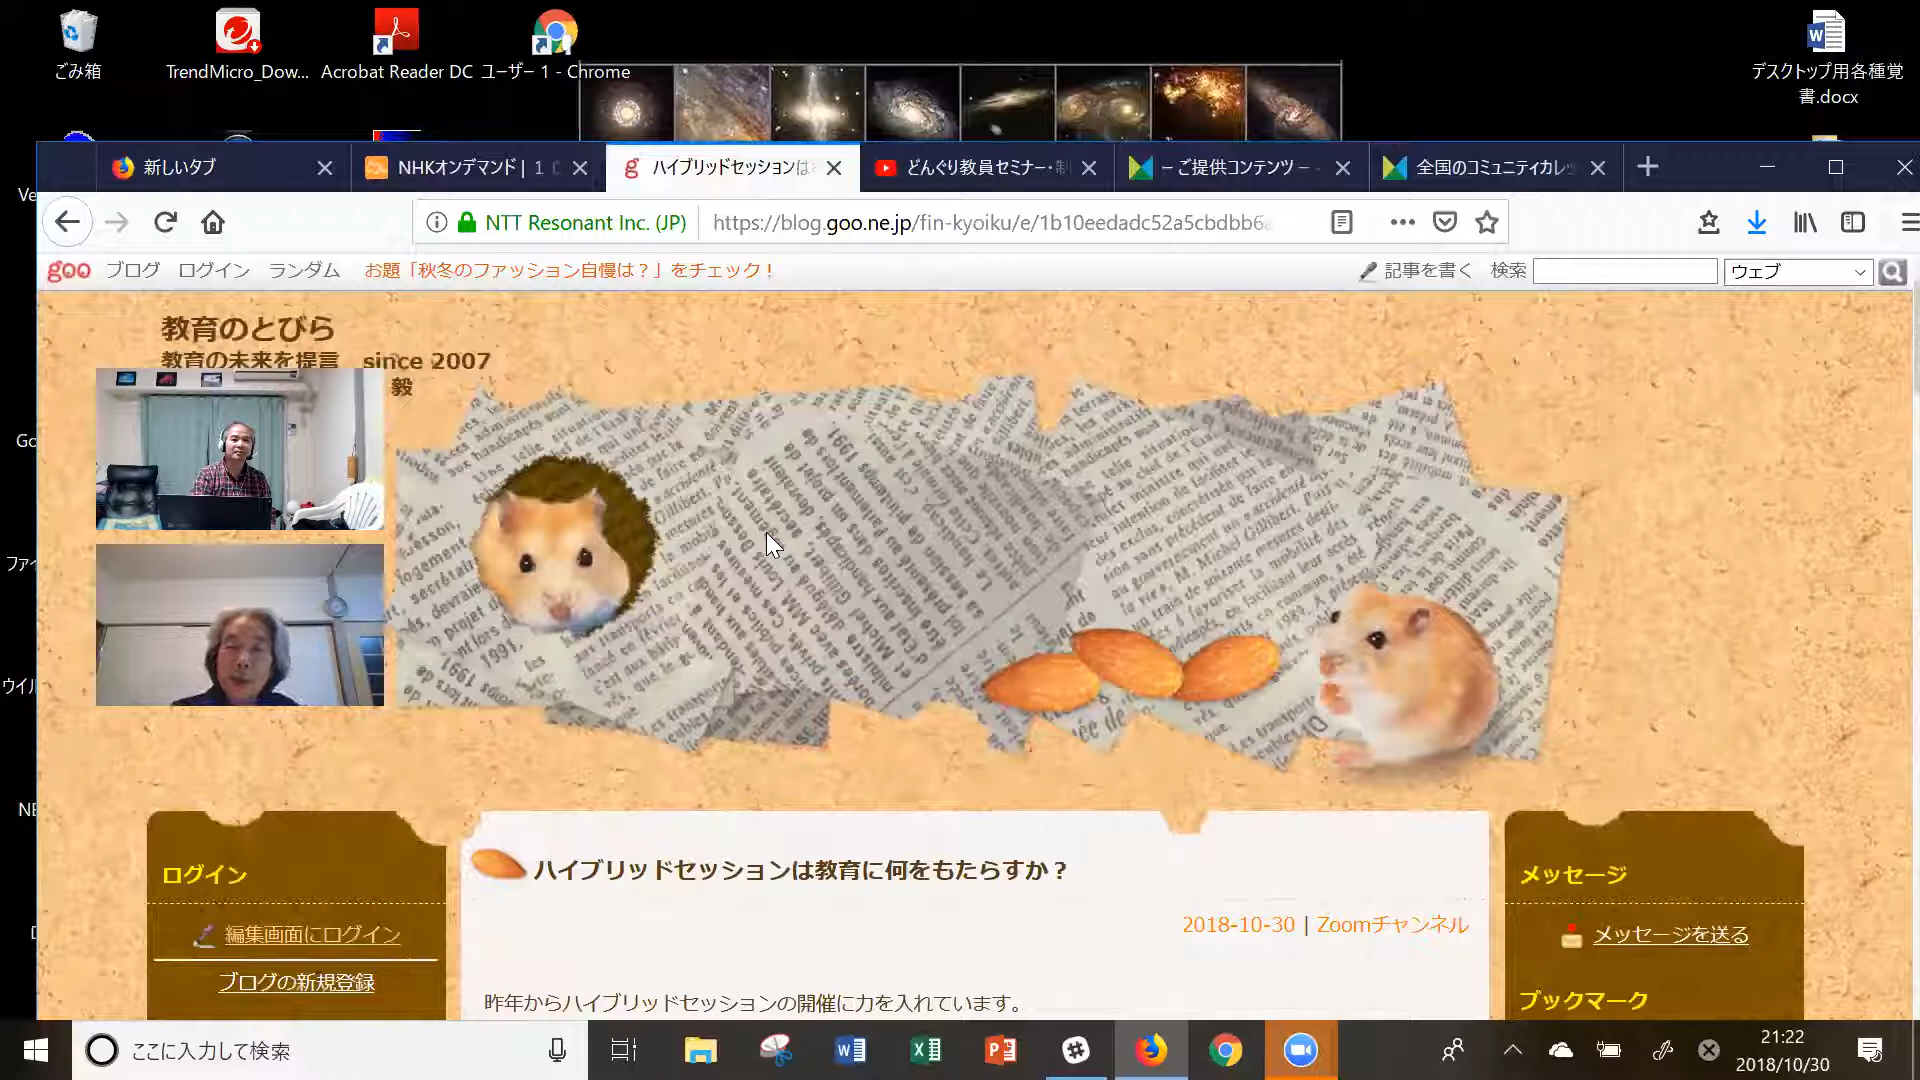 ごみ箱
TrendMicro_Dow...
Acrobat Reader DC
ユーザー 1 - Chrome
デスクトップ用各種覚
書.docx
新しいタブ
NHKオンデマンド | 1
ハイブリッドセッションは
どんぐり教員セミナー・制
－ご提供コンテンツ－
全国のコミュニティカレッ
NTT Resonant Inc. (JP)
https://blog.goo.ne.jp/fin-kyoiku/e/1b10eedadc52a5cbdbb6
goo ブログ ログイン ランダム お題「秋冬のファッション自慢は？」をチェック！
記事を書く 検索 ウェブ
教育のとびら
教育の未来を提言 since 2007
毅
ログイン
編集画面にログイン
ブログの新規登録
ハイブリッドセッションは教育に何をもたらすか？
2018-10-30 | Zoomチャンネル
昨年からハイブリッドセッションの開催に力を入れています。
メッセージ
メッセージを送る
ブックマーク
ここに入力して検索
21:22
2018/10/30